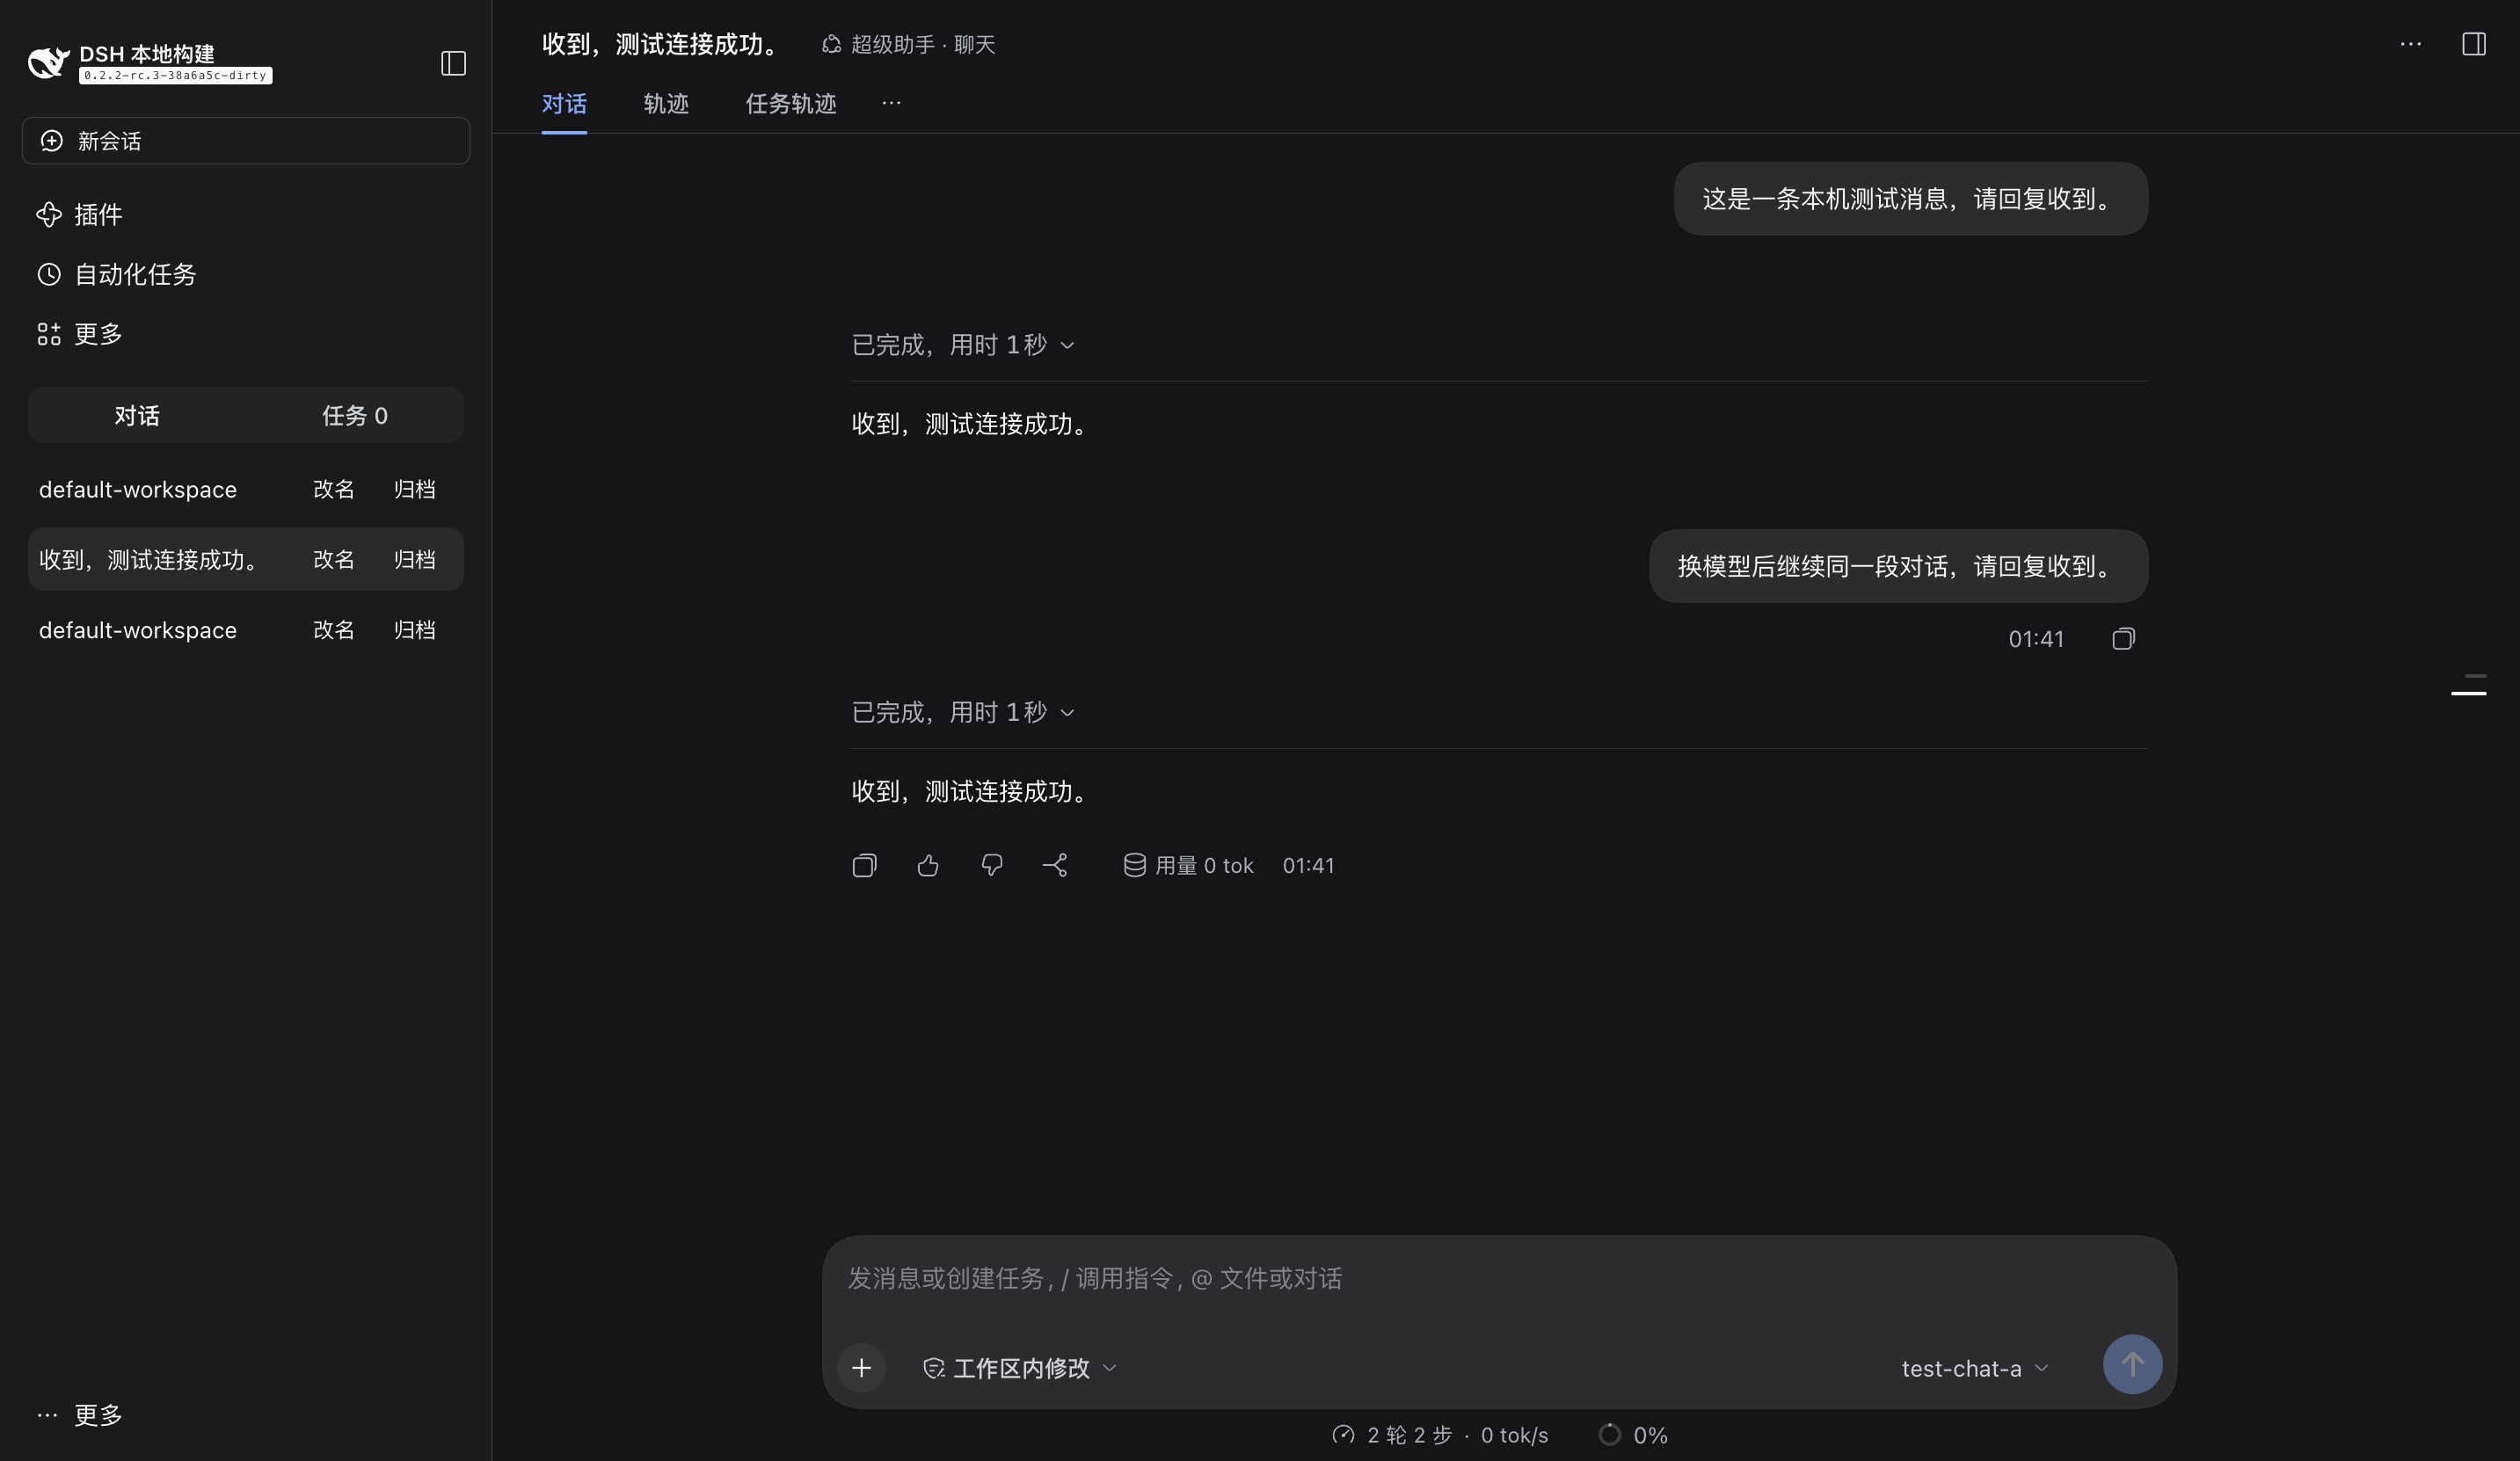 DSH 本地构建
0.2.2-rc.3-38a6a5c-dirty
新会话
插件
自动化任务
更多
对话 任务 0
default-workspace 改名 归档
收到，测试连接成功。 改名 归档
default-workspace 改名 归档
更多
收到，测试连接成功。 超级助手 · 聊天
对话 轨迹 任务轨迹
这是一条本机测试消息，请回复收到。
已完成，用时 1秒
收到，测试连接成功。
换模型后继续同一段对话，请回复收到。
01:41
已完成，用时 1秒
收到，测试连接成功。
用量 0 tok 01:41
发消息或创建任务, / 调用指令, @ 文件或对话
工作区内修改 test-chat-a
2 轮 2 步 · 0 tok/s 0%